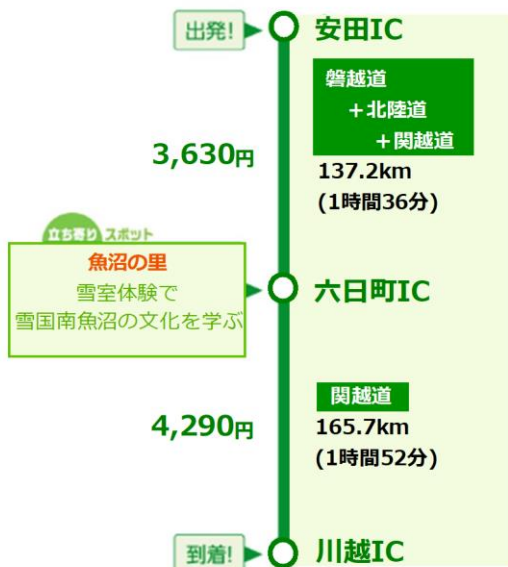 出発!
安田IC
磐越道
+北陸道
+関越道
3,630円
137.2km
(1時間36分)
立ち寄りスポット
魚沼の里
雪室体験で
雪国南魚沼の文化を学ぶ
六日町IC
関越道
4,290円
165.7km
(1時間52分)
到着!
川越IC